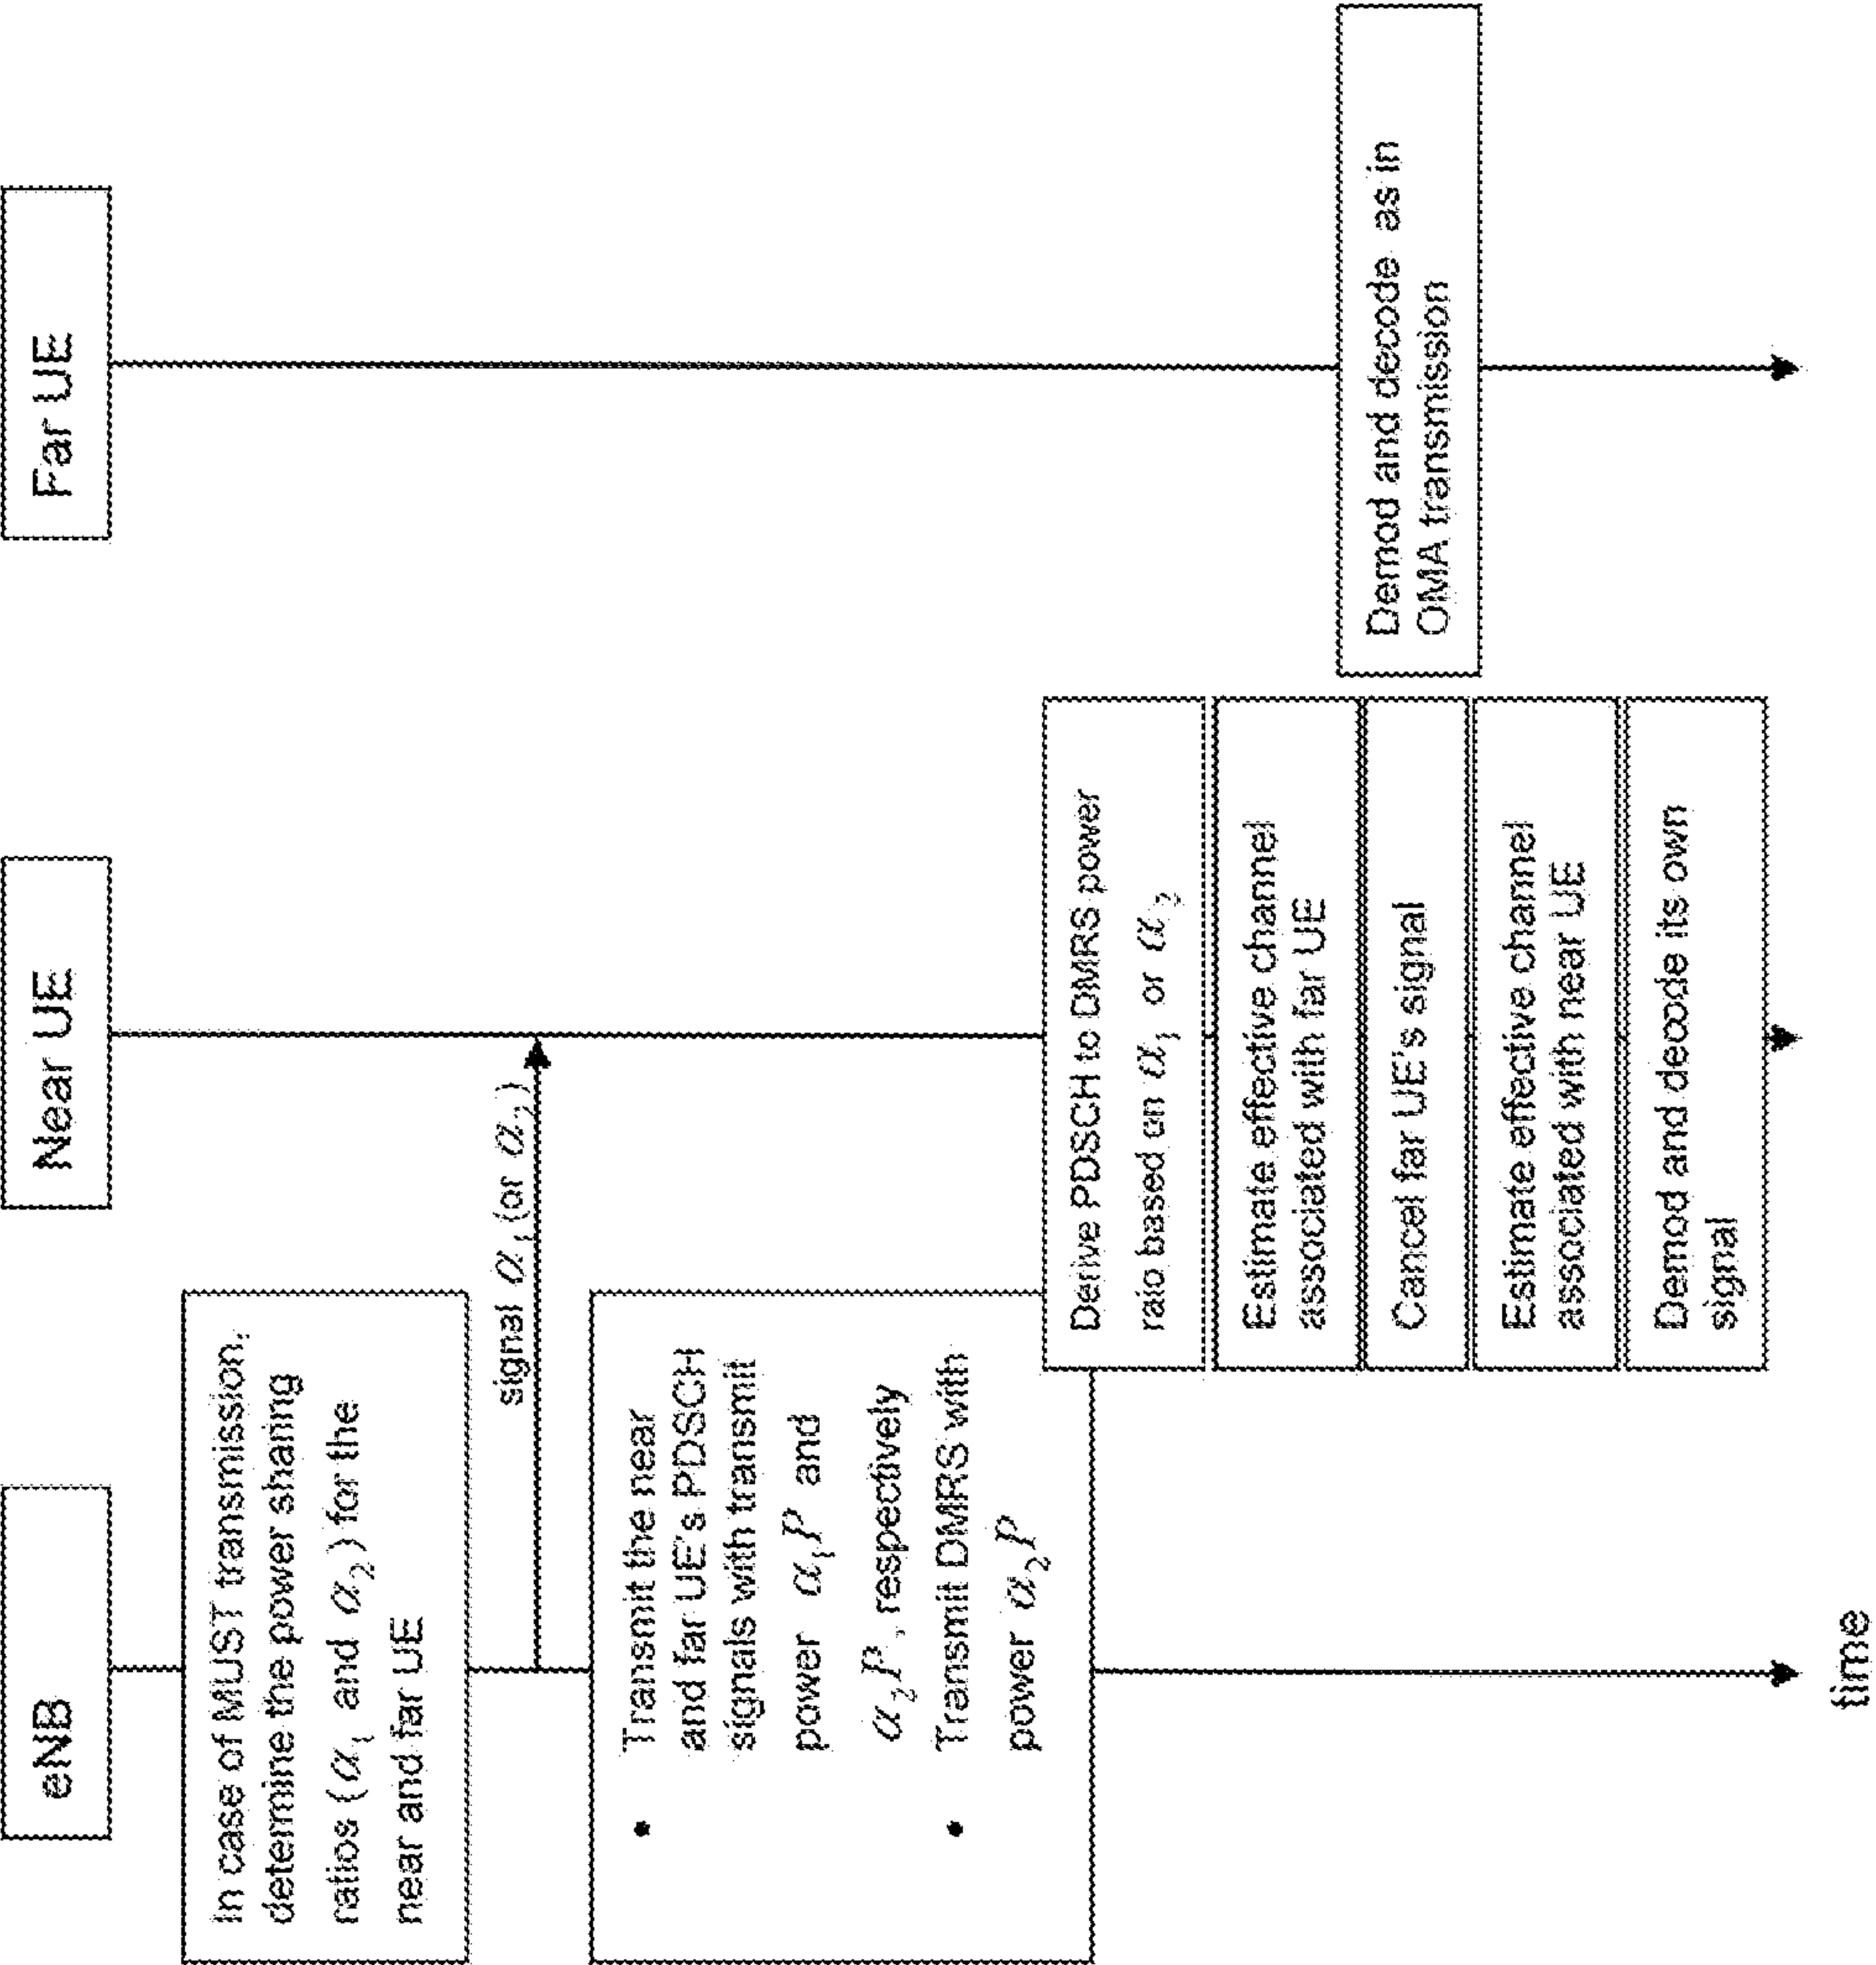 eNB
Near UE
Far UE
In case of MUST transmission,
determine the power sharing
ratios (α₁ and α₂) for the
near and far UE
signal α₁ (or α₂)
• Transmit the near
and far UE's PDSCH
signals with transmit
power α₁P and
α₂P, respectively
• Transmit DMRS with
power α₂P
Derive PDSCH to DMRS power
raio based on α₁ or α₂
Estimate effective channel
associated with far UE
Cancel far UE's signal
Estimate effective channel
associated with near UE
Demod and decode its own
signal
Demod and decode as in
OMA transmission
time